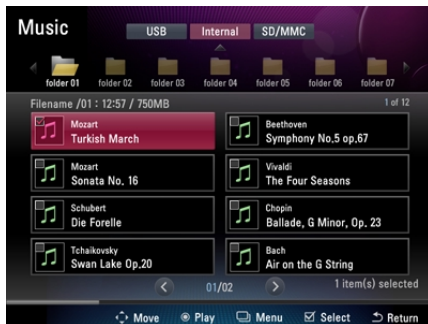 Music
USB Internal SD/MMC
folder 01 folder 02 folder 03 folder 04 folder 05 folder 06 folder 07
Filename /01 : 12:57 / 750MB 1 of 12
Mozart
Turkish March
Beethoven
Symphony No.5 op.67
Mozart
Sonata No. 16
Vivaldi
The Four Seasons
Schubert
Die Forelle
Chopin
Ballade, G Minor, Op. 23
Tchaikovsky
Swan Lake Op.20
Bach
Air on the G String
01/02
1 item(s) selected
Move Play Menu Select Return